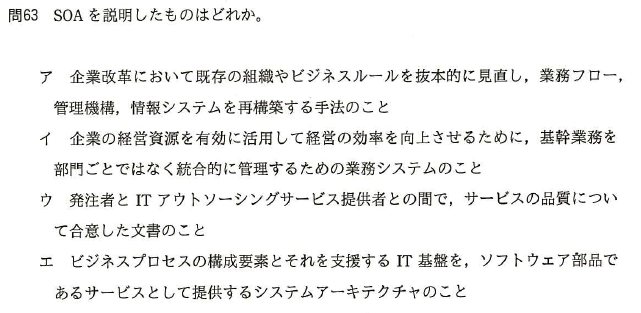 問63 SOAを説明したものはどれか。
ア 企業改革において既存の組織やビジネスルールを抜本的に見直し，業務フロー，
管理機構，情報システムを再構築する手法のこと
イ 企業の経営資源を有効に活用して経営の効率を向上させるために，基幹業務を
部門ごとではなく統合的に管理するための業務システムのこと
ウ 発注者とITアウトソーシングサービス提供者との間で，サービスの品質につい
て合意した文書のこと
エ ビジネスプロセスの構成要素とそれを支援するIT基盤を，ソフトウェア部品で
あるサービスとして提供するシステムアーキテクチャのこと